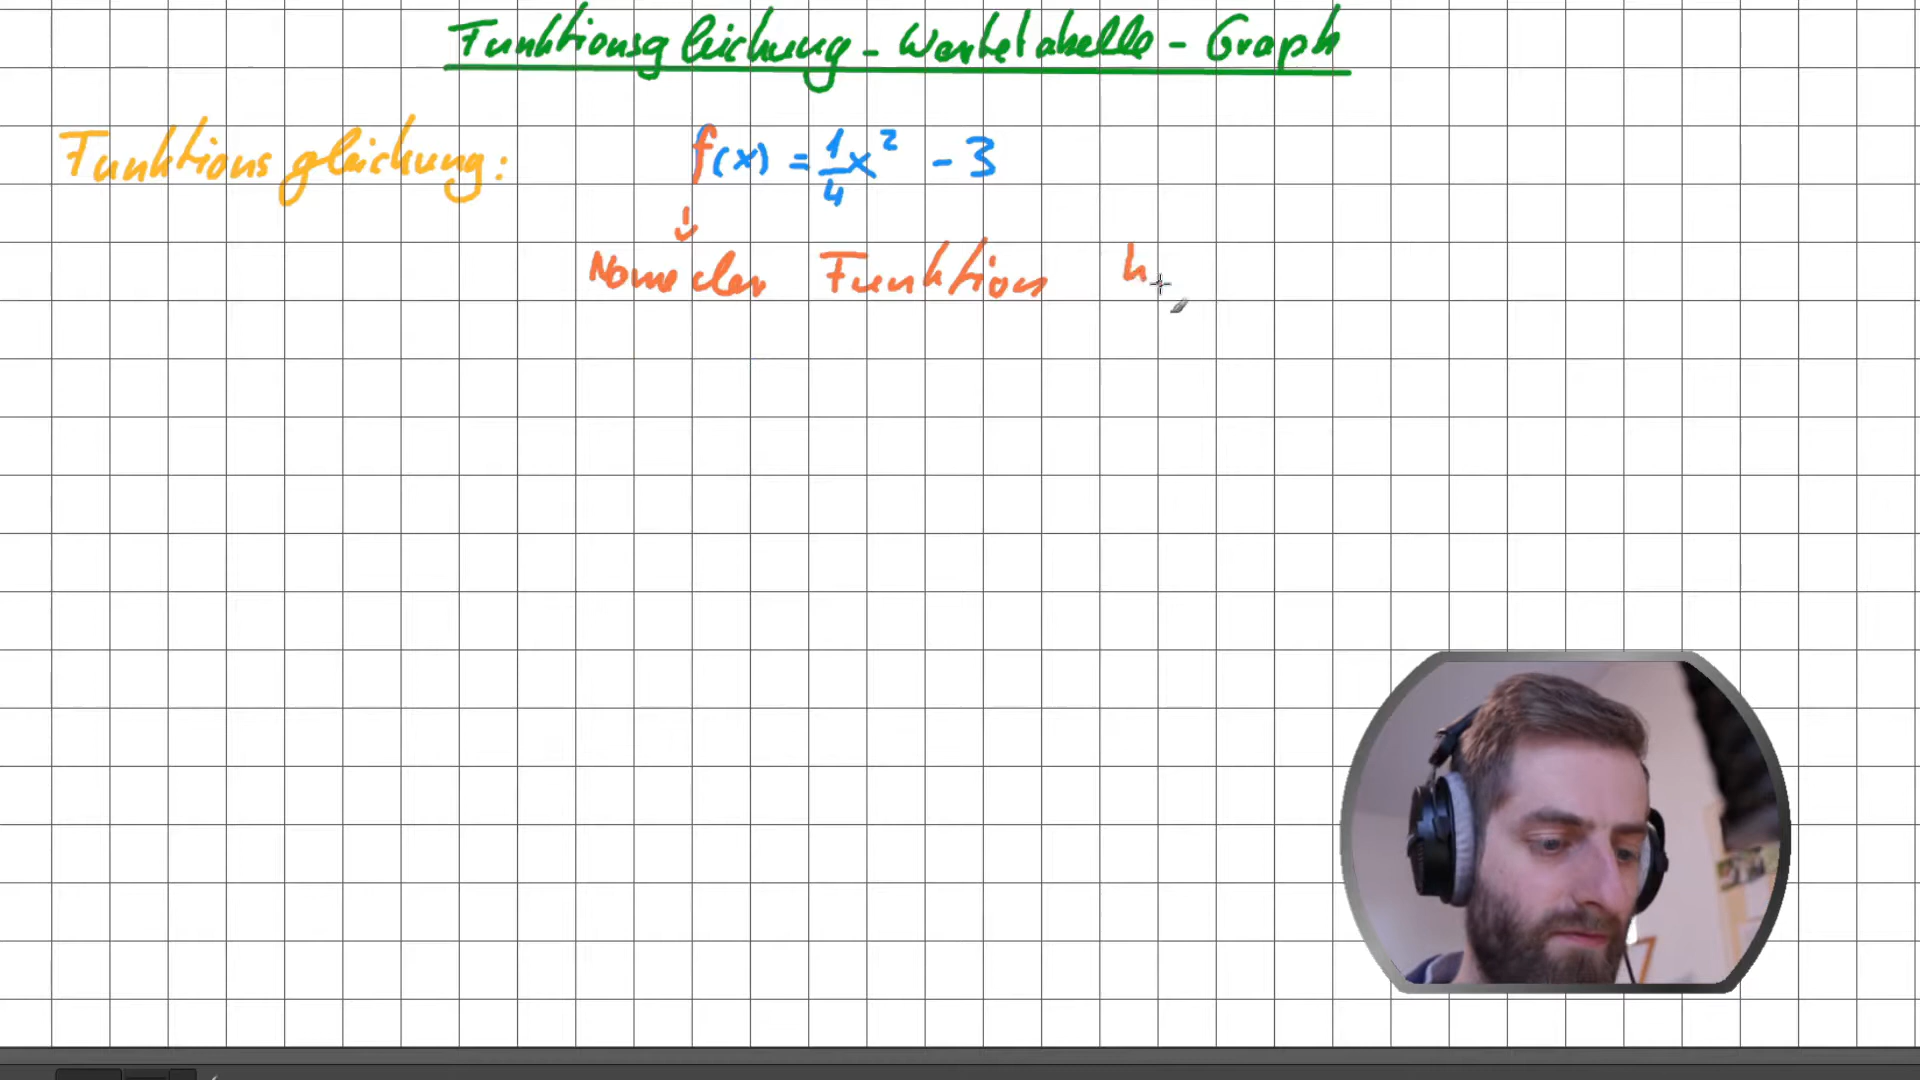 Funktionsgleichung - Wertetabelle - Graph
Funktionsgleichung: f(x) = 1/4 x² - 3
↓
Name der Funktion h